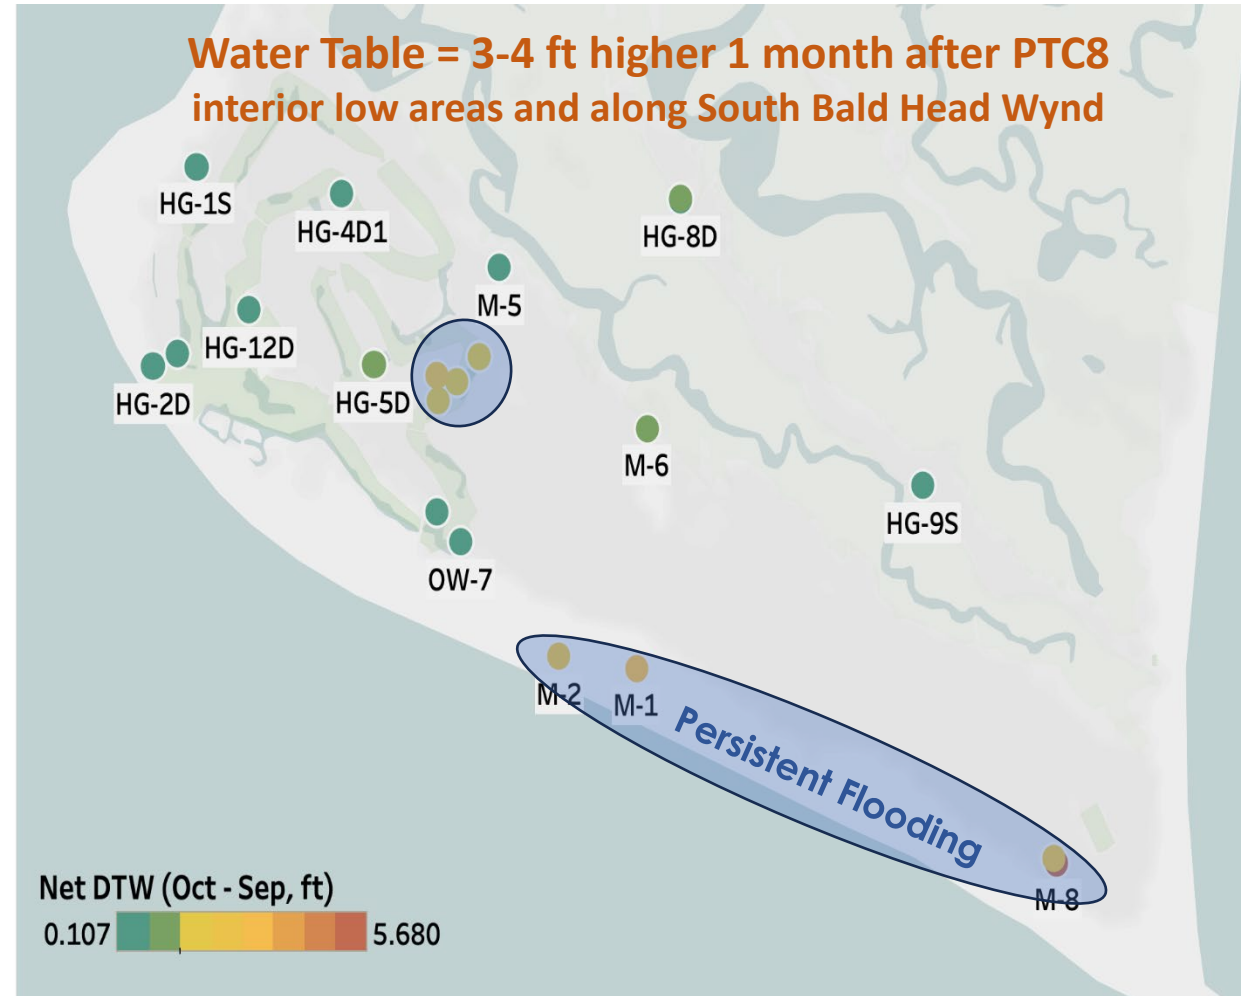 Water Table = 3-4 ft higher 1 month after PTC8
interior low areas and along South Bald Head Wynd
HG-1S
HG-4D1
HG-8D
M-5
HG-12D
HG-2D
HG-5D
M-6
HG-9S
OW-7
M-2
M-1
Persistent Flooding
M-8
Net DTW (Oct - Sep, ft)
0.107
5.680